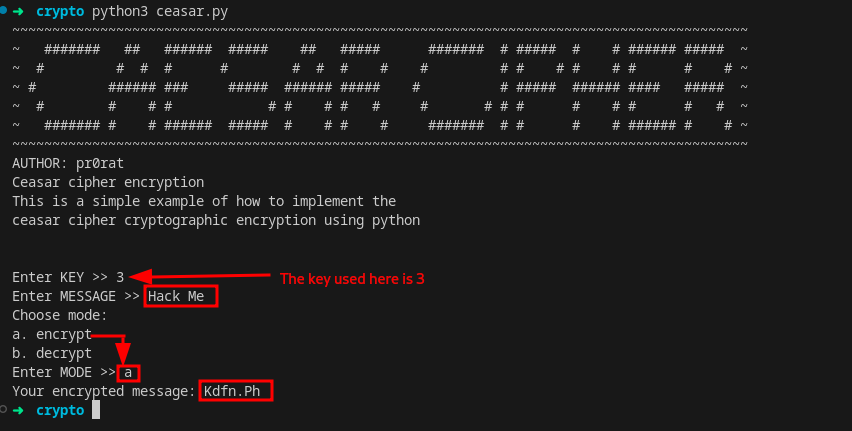 ➜ crypto python3 ceasar.py
~~~~~~~~~~~~~~~~~~~~~~~~~~~~~~~~~~~~~~~~~~~~~~~~~~~~~~~~~~~~~~~~~~~~~~~~~~~~~~~~~~~~~~~~~~~~
~   #######   ##   ######  #####    ##   #####      #######  # #####  #    # ###### #####  ~
~  #         #  #  #      #        #  #  #    #    #         # #    # #    # #      #    # ~
~ #         ###### ###     #####  ###### #####    #          # #####  ###### ####   #####  ~
~  #        #    # #            # #    # #   #     #       # # #      #    # #      #   #  ~
~   ####### #    # ######  #####  #    # #    #     #######  # #      #    # ###### #    # ~
~~~~~~~~~~~~~~~~~~~~~~~~~~~~~~~~~~~~~~~~~~~~~~~~~~~~~~~~~~~~~~~~~~~~~~~~~~~~~~~~~~~~~~~~~~~~
AUTHOR: pr0rat
Ceasar cipher encryption
This is a simple example of how to implement the
ceasar cipher cryptographic encryption using python
Enter KEY >> 3
The key used here is 3
Enter MESSAGE >> Hack Me
Choose mode:
a. encrypt
b. decrypt
Enter MODE >> a
Your encrypted message: Kdfn.Ph
➜ crypto